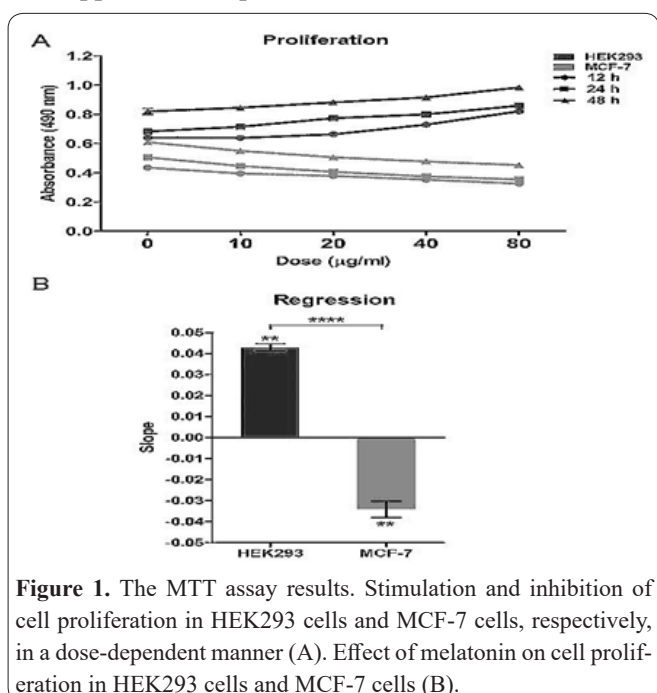 A
Proliferation
HEK293
MCF-7
12 h
24 h
48 h
Absorbance (490 nm)
1.2
1.0
0.8
0.6
0.4
0.2
0.0
0 10 20 40 80
Dose (μg/ml)
B
Regression
****
**
Slope
0.05
0.04
0.03
0.02
0.01
0.00
-0.01
-0.02
-0.03
-0.04
-0.05
**
HEK293 MCF-7
Figure 1. The MTT assay results. Stimulation and inhibition of
cell proliferation in HEK293 cells and MCF-7 cells, respectively,
in a dose-dependent manner (A). Effect of melatonin on cell prolif-
eration in HEK293 cells and MCF-7 cells (B).